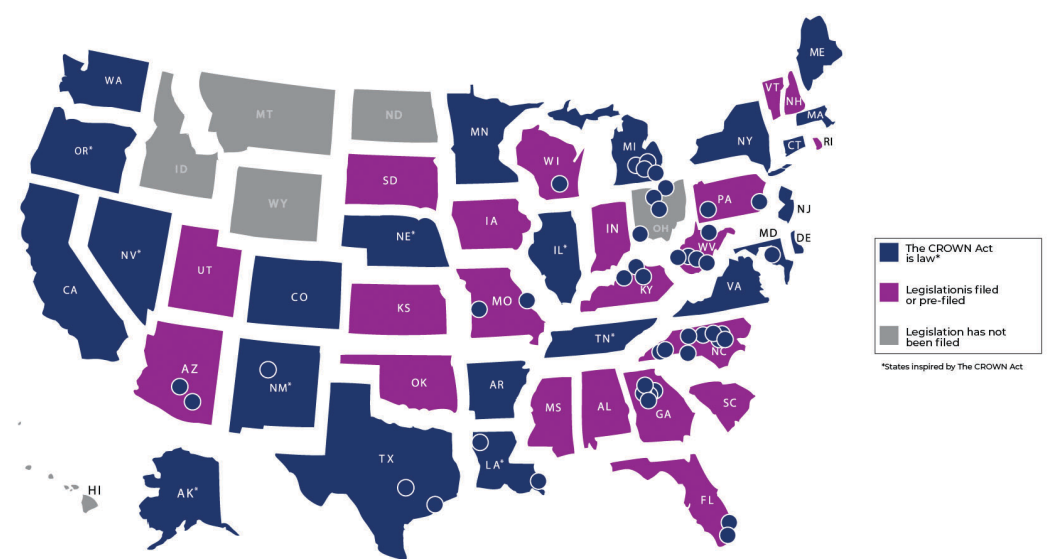 WA
MT
ND
MN
ME
VT
NH
MA
NY
OR*
ID
WI
MI
CT
RI
SD
WY
PA
NJ
IA
NE*
IN
OH
MD
DE
NV*
UT
IL*
WV
CA
CO
KS
MO
KY
VA
AZ
NM*
OK
AR
TN*
NC
MS
AL
GA
SC
TX
LA*
HI
AK*
FL
The CROWN Act
is law*
Legislationis filed
or pre-filed
Legislation has not
been filed
*States inspired by The CROWN Act